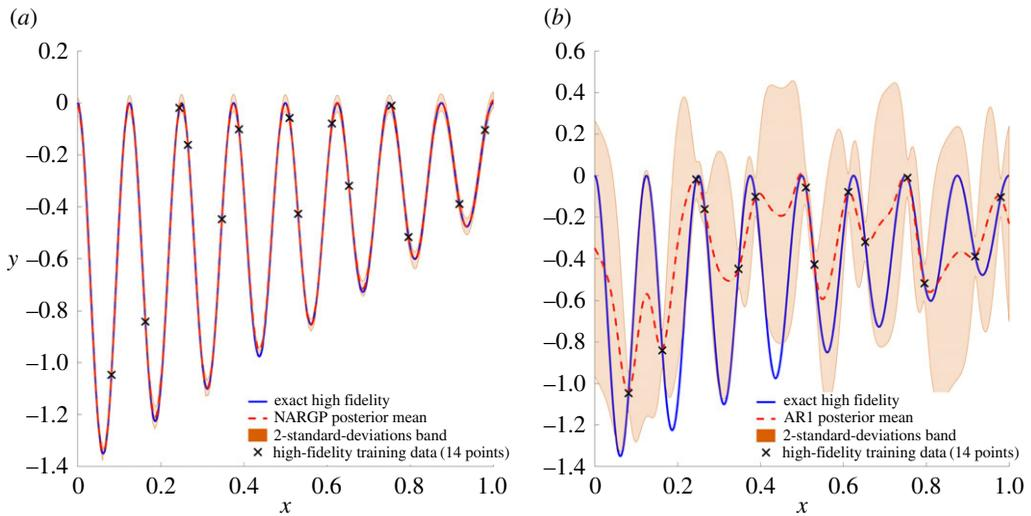 (a)
0.2
0
–0.2
–0.4
–0.6
y
–0.8
–1.0
–1.2
–1.4
exact high fidelity
NARGP posterior mean
2-standard-deviations band
high-fidelity training data (14 points)
0 0.2 0.4 0.6 0.8 1.0
x
(b)
0.6
0.4
0.2
0
–0.2
–0.4
–0.6
–0.8
–1.0
–1.2
–1.4
exact high fidelity
AR1 posterior mean
2-standard-deviations band
high-fidelity training data (14 points)
0 0.2 0.4 0.6 0.8 1.0
x